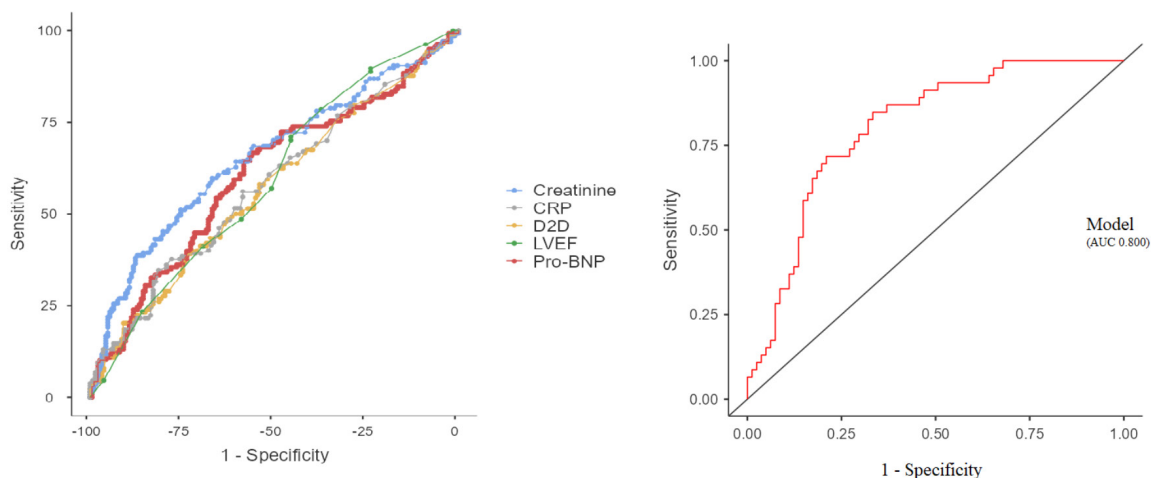 100
75
50
25
0
Sensitivity
-100 -75 -50 -25 0
1 - Specificity
Creatinine
CRP
D2D
LVEF
Pro-BNP
1.00
0.75
0.50
0.25
0.00
Sensitivity
0.00 0.25 0.50 0.75 1.00
1 - Specificity
Model
(AUC 0.800)